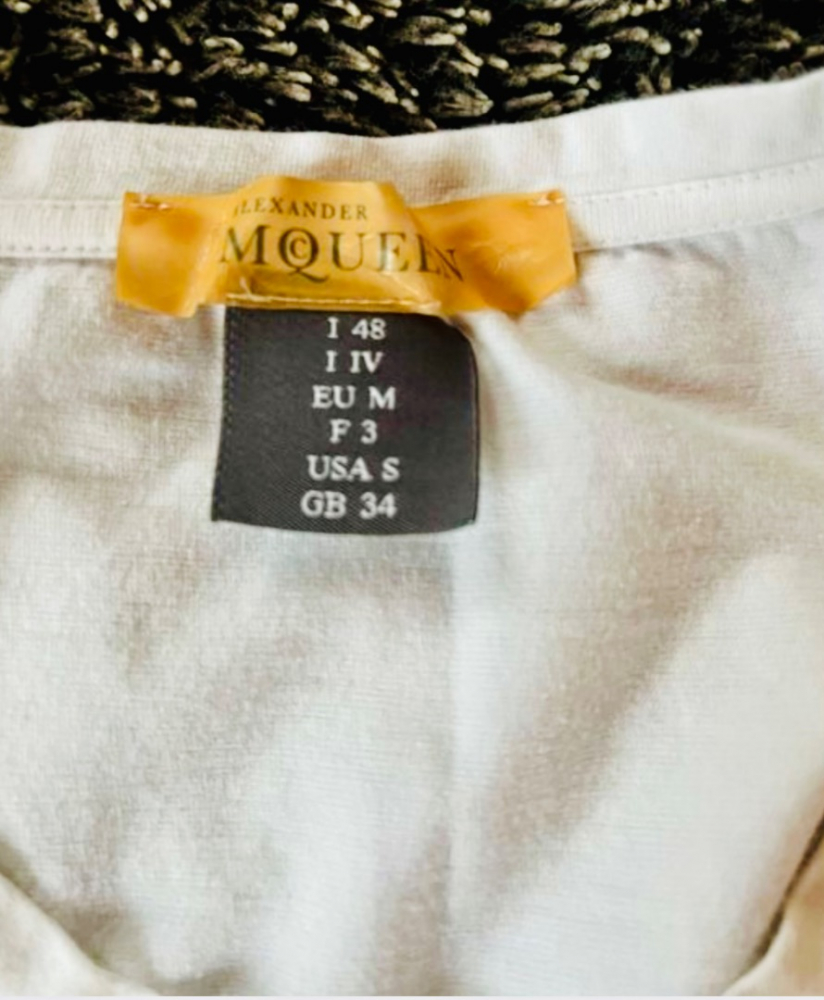 ALEXANDER
MCQUEEN
I 48
I IV
EU M
F 3
USA S
GB 34